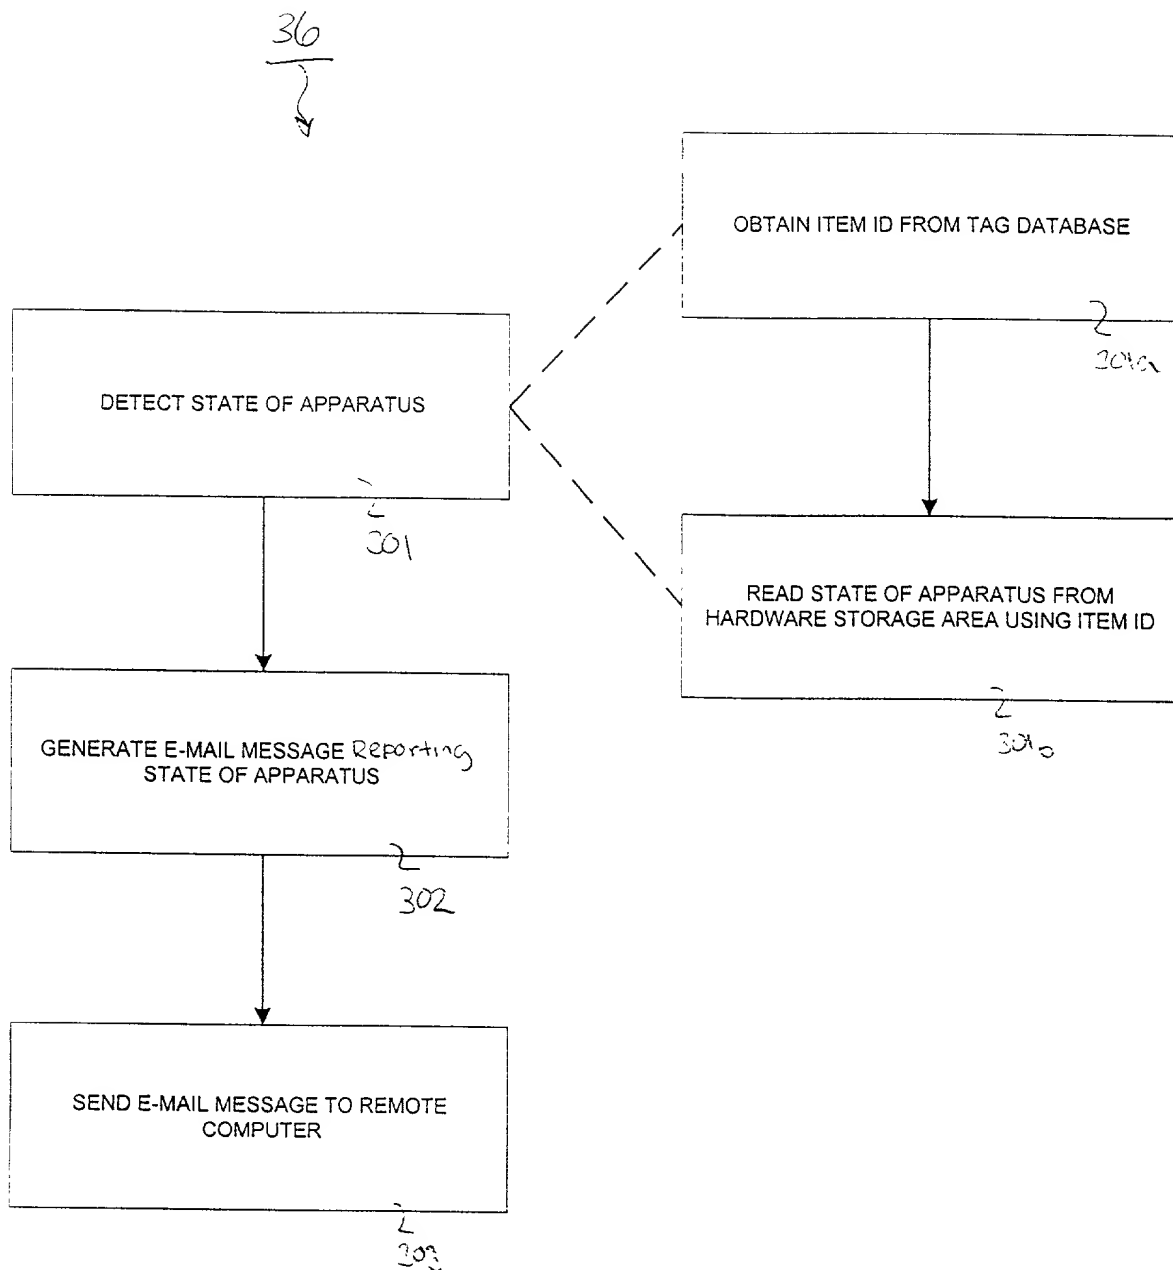 36
OBTAIN ITEM ID FROM TAG DATABASE
301a
DETECT STATE OF APPARATUS
301
READ STATE OF APPARATUS FROM
HARDWARE STORAGE AREA USING ITEM ID
301b
GENERATE E-MAIL MESSAGE Reporting
STATE OF APPARATUS
302
SEND E-MAIL MESSAGE TO REMOTE
COMPUTER
303